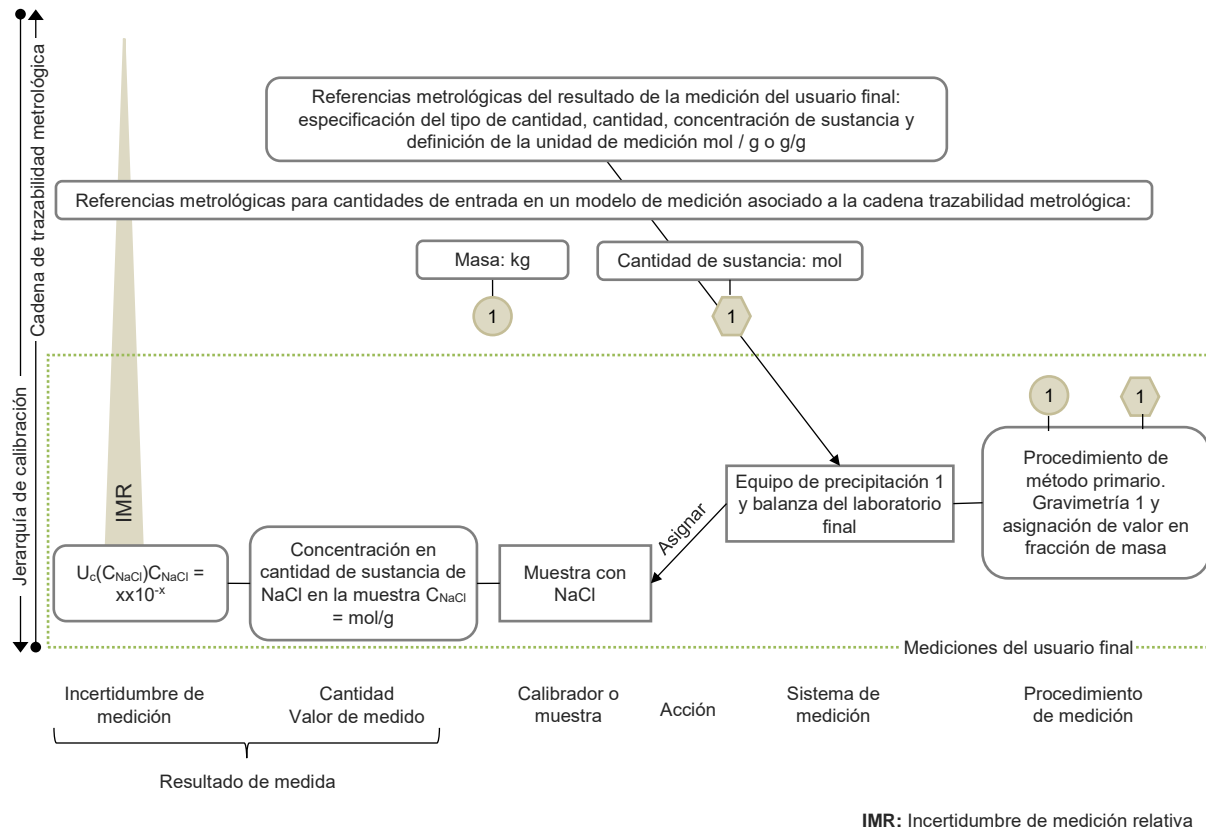 Cadena de trazabilidad metrológica
Jerarquía de calibración
Referencias metrológicas del resultado de la medición del usuario final:
especificación del tipo de cantidad, cantidad, concentración de sustancia y
definición de la unidad de medición mol / g o g/g
Referencias metrológicas para cantidades de entrada en un modelo de medición asociado a la cadena trazabilidad metrológica:
Masa: kg
Cantidad de sustancia: mol
1
1
1
1
IMR
Uc(CNaCl)CNaCl =
xx10-x
Concentración en
cantidad de sustancia de
NaCl en la muestra CNaCl
= mol/g
Muestra con
NaCl
Asignar
Equipo de precipitación 1
y balanza del laboratorio
final
Procedimiento de
método primario.
Gravimetría 1 y
asignación de valor en
fracción de masa
Mediciones del usuario final
Incertidumbre de
medición
Cantidad
Valor de medido
Calibrador o
muestra
Acción
Sistema de
medición
Procedimiento
de medición
Resultado de medida
IMR: Incertidumbre de medición relativa